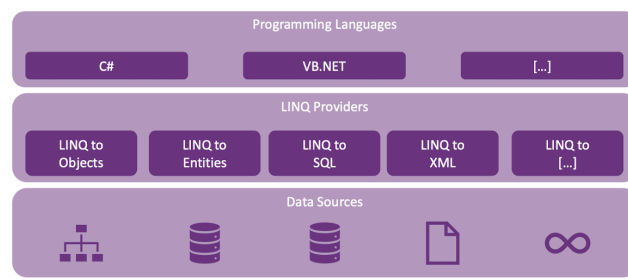 Programming Languages
C#
VB.NET
[...]
LINQ Providers
LINQ to
Objects
LINQ to
Entities
LINQ to
SQL
LINQ to
XML
LINQ to
[...]
Data Sources